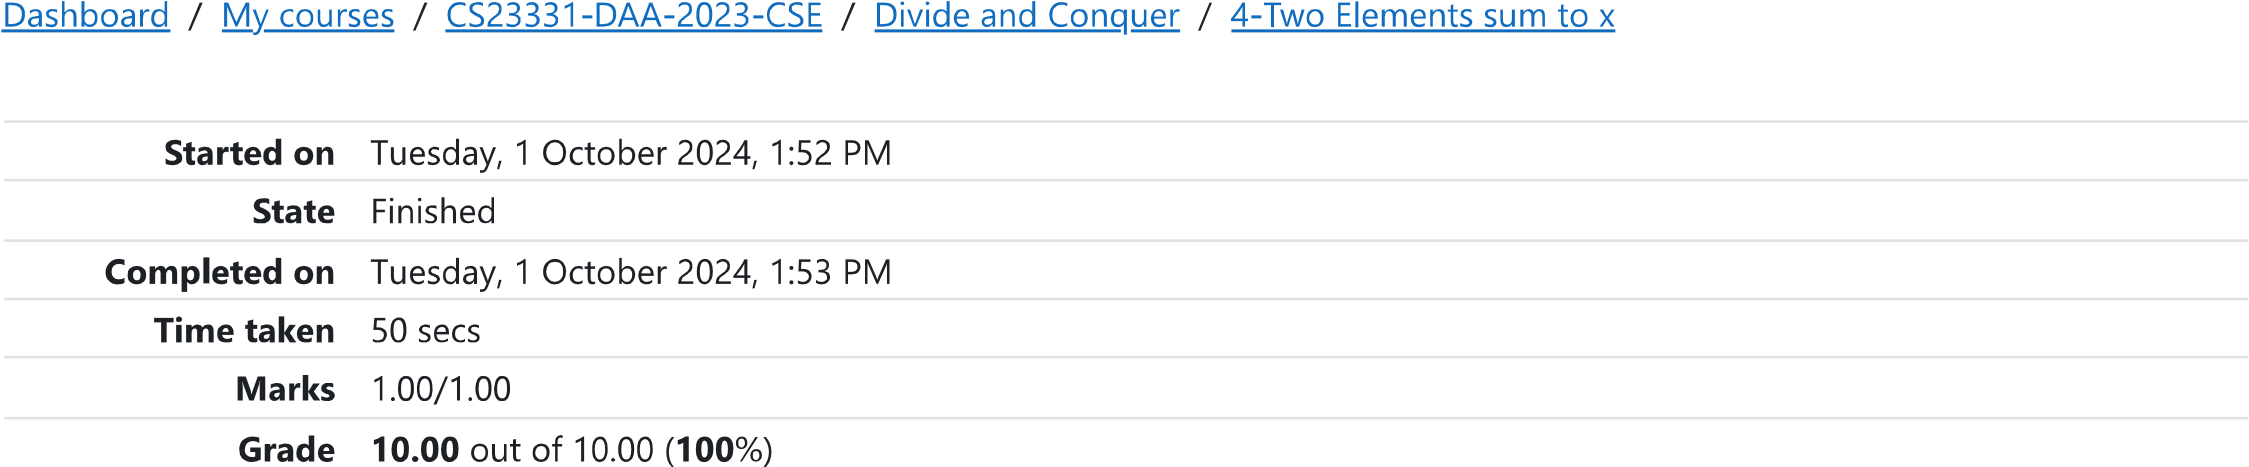 Dashboard / My courses / CS23331-DAA-2023-CSE / Divide and Conquer / 4-Two Elements sum to x
Started on Tuesday, 1 October 2024, 1:52 PM
State Finished
Completed on Tuesday, 1 October 2024, 1:53 PM
Time taken 50 secs
Marks 1.00/1.00
Grade 10.00 out of 10.00 (100%)